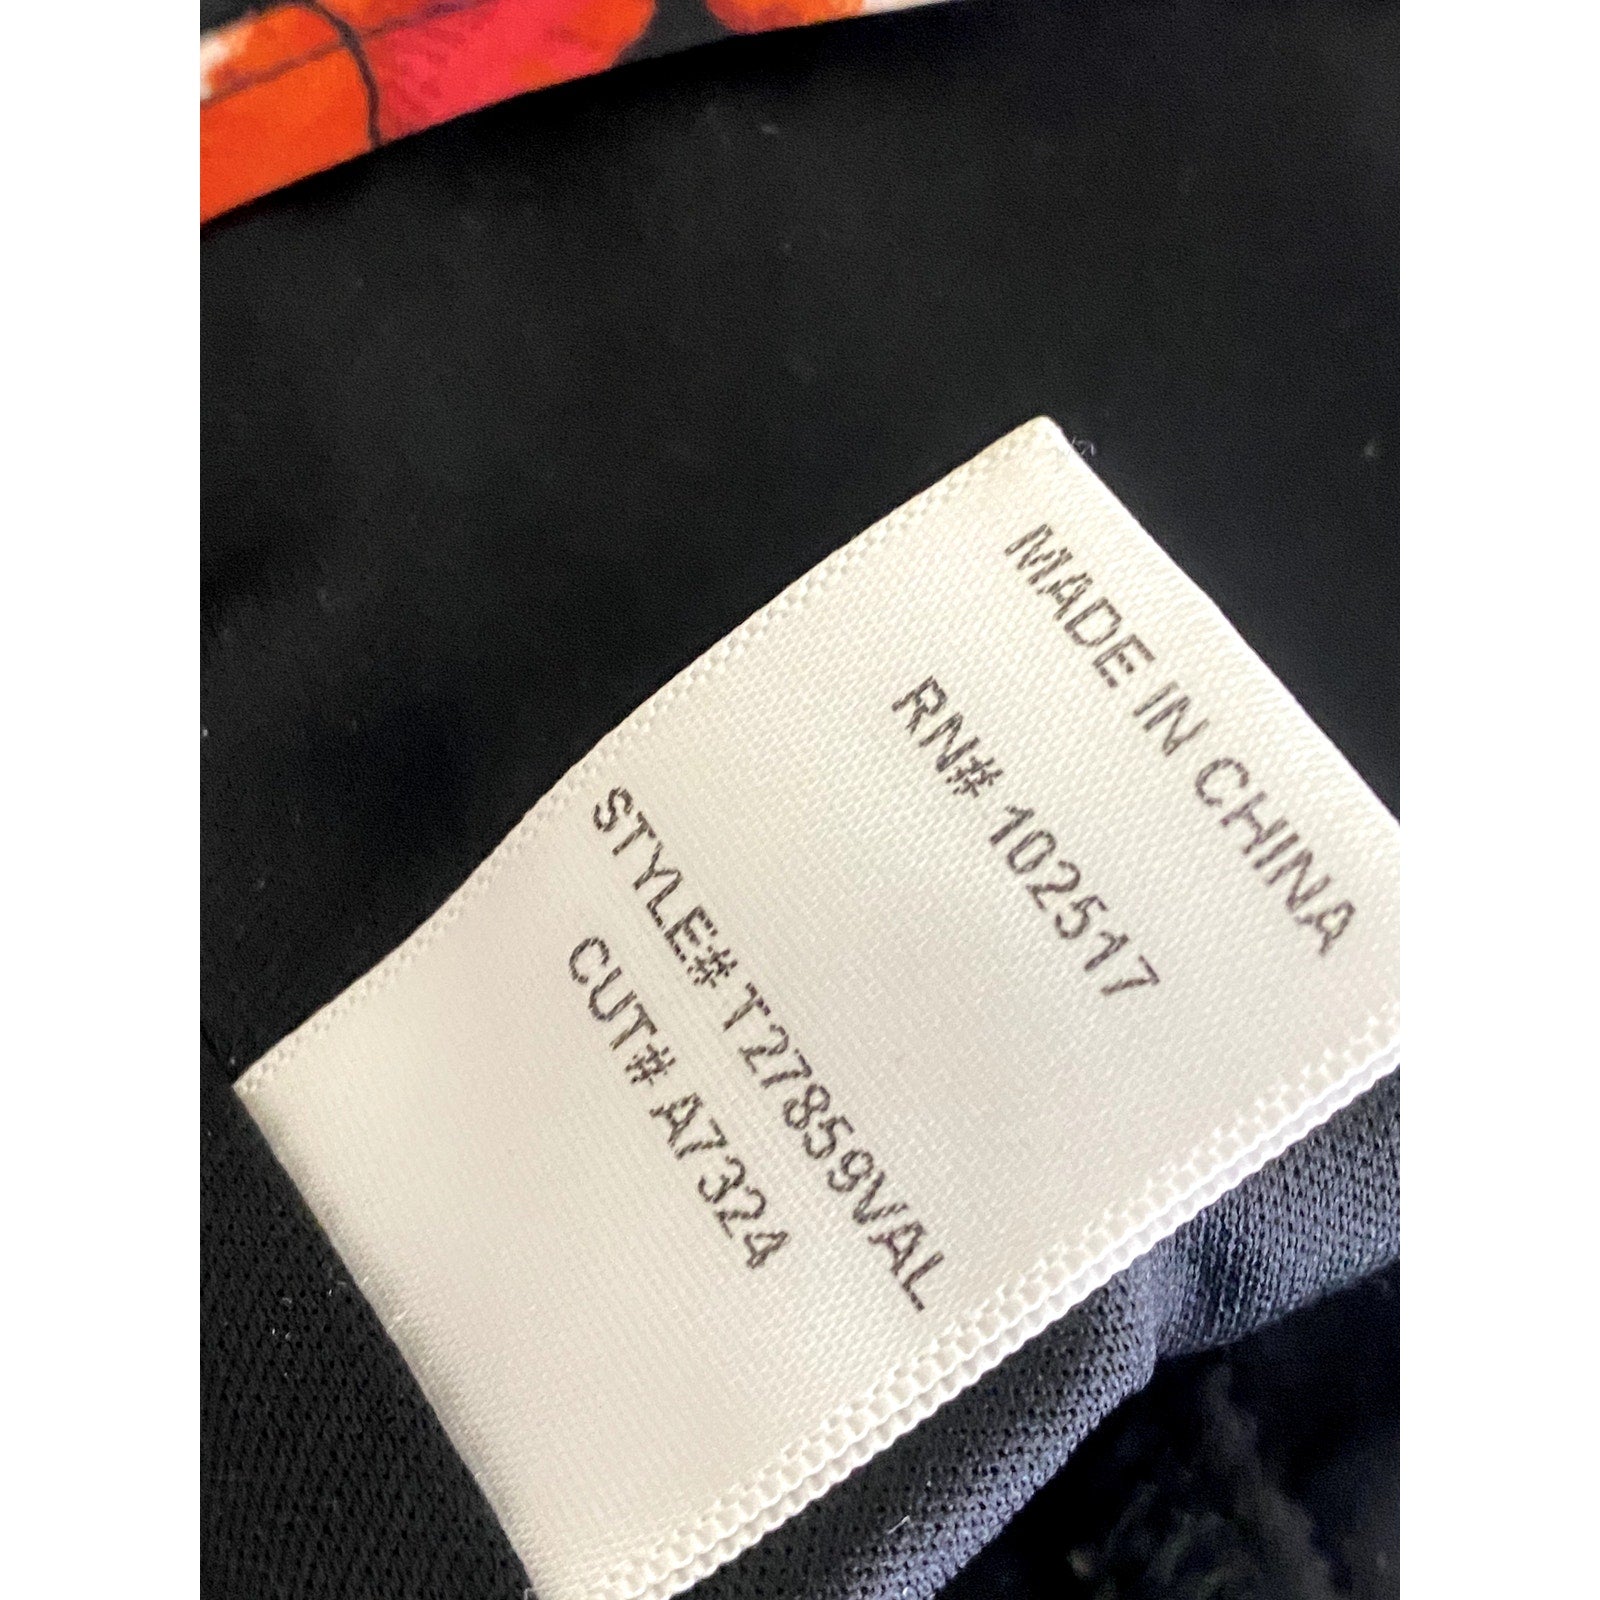 MADE IN CHINA
RN# 102517
STYLE# T27859VAL
CUT# A7324